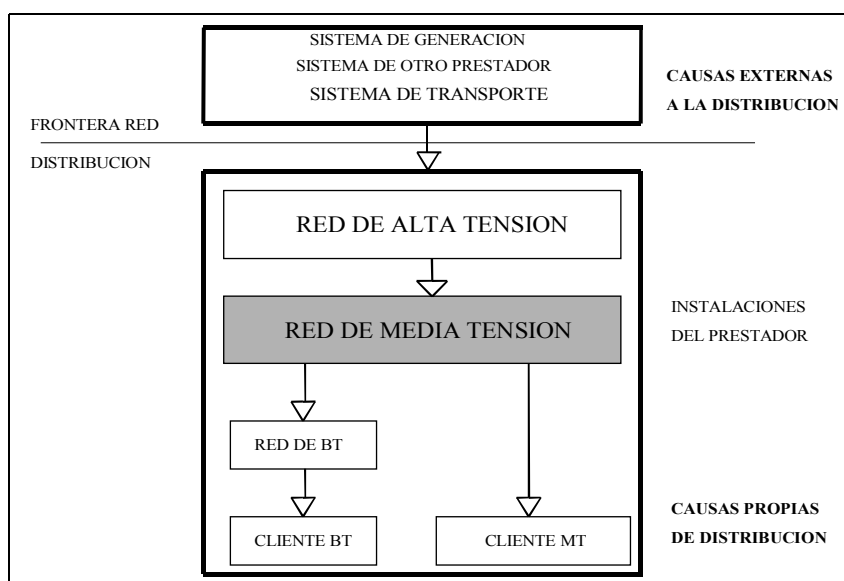 SISTEMA DE GENERACION
SISTEMA DE OTRO PRESTADOR
SISTEMA DE TRANSPORTE
CAUSAS EXTERNAS
A LA DISTRIBUCION
FRONTERA RED
DISTRIBUCION
RED DE ALTA TENSION
RED DE MEDIA TENSION
INSTALACIONES
DEL PRESTADOR
RED DE BT
CLIENTE BT
CLIENTE MT
CAUSAS PROPIAS
DE DISTRIBUCION